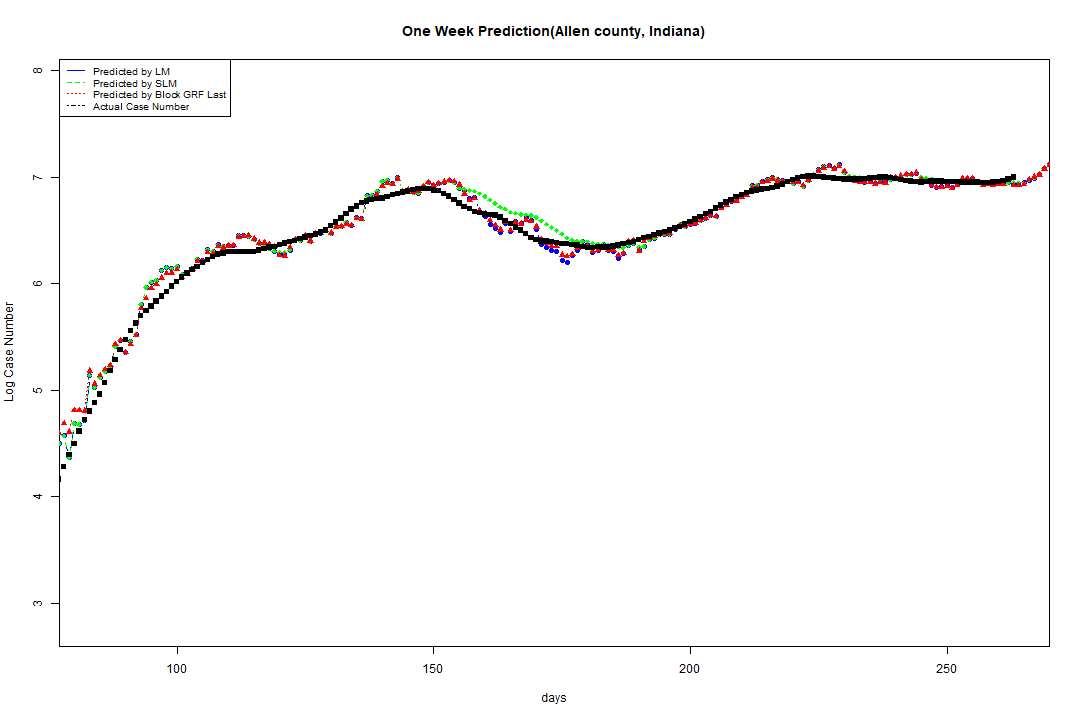 One Week Prediction(Allen county, Indiana)
Predicted by LM
Predicted by SLM
Predicted by Block GRF Last
Actual Case Number
8
7
6
5
4
3
Log Case Number
100 150 200 250
days